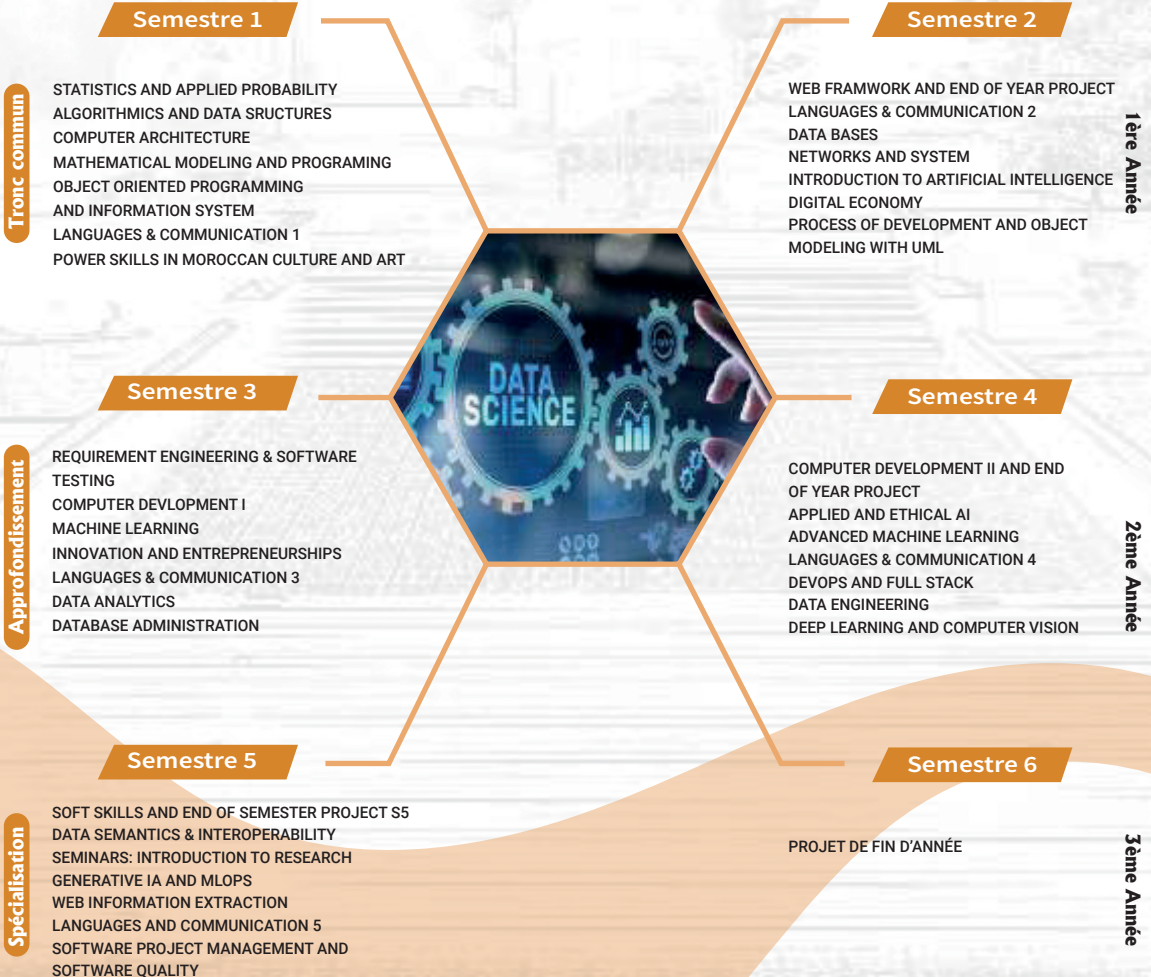 Semestre 1
Tronc commun
STATISTICS AND APPLIED PROBABILITY
ALGORITHMICS AND DATA SRUCTURES
COMPUTER ARCHITECTURE
MATHEMATICAL MODELING AND PROGRAMING
OBJECT ORIENTED PROGRAMMING
AND INFORMATION SYSTEM
LANGUAGES & COMMUNICATION 1
POWER SKILLS IN MOROCCAN CULTURE AND ART
Semestre 2
WEB FRAMWORK AND END OF YEAR PROJECT
LANGUAGES & COMMUNICATION 2
DATA BASES
NETWORKS AND SYSTEM
INTRODUCTION TO ARTIFICIAL INTELLIGENCE
DIGITAL ECONOMY
PROCESS OF DEVELOPMENT AND OBJECT
MODELING WITH UML
1ère Année
DATA
SCIENCE
Semestre 3
Approfondissement
REQUIREMENT ENGINEERING & SOFTWARE
TESTING
COMPUTER DEVLOPMENT I
MACHINE LEARNING
INNOVATION AND ENTREPRENEURSHIPS
LANGUAGES & COMMUNICATION 3
DATA ANALYTICS
DATABASE ADMINISTRATION
Semestre 4
COMPUTER DEVELOPMENT II AND END
OF YEAR PROJECT
APPLIED AND ETHICAL AI
ADVANCED MACHINE LEARNING
LANGUAGES & COMMUNICATION 4
DEVOPS AND FULL STACK
DATA ENGINEERING
DEEP LEARNING AND COMPUTER VISION
2ème Année
Semestre 5
Spécialisation
SOFT SKILLS AND END OF SEMESTER PROJECT S5
DATA SEMANTICS & INTEROPERABILITY
SEMINARS: INTRODUCTION TO RESEARCH
GENERATIVE IA AND MLOPS
WEB INFORMATION EXTRACTION
LANGUAGES AND COMMUNICATION 5
SOFTWARE PROJECT MANAGEMENT AND
SOFTWARE QUALITY
Semestre 6
PROJET DE FIN D'ANNÉE
3ème Année